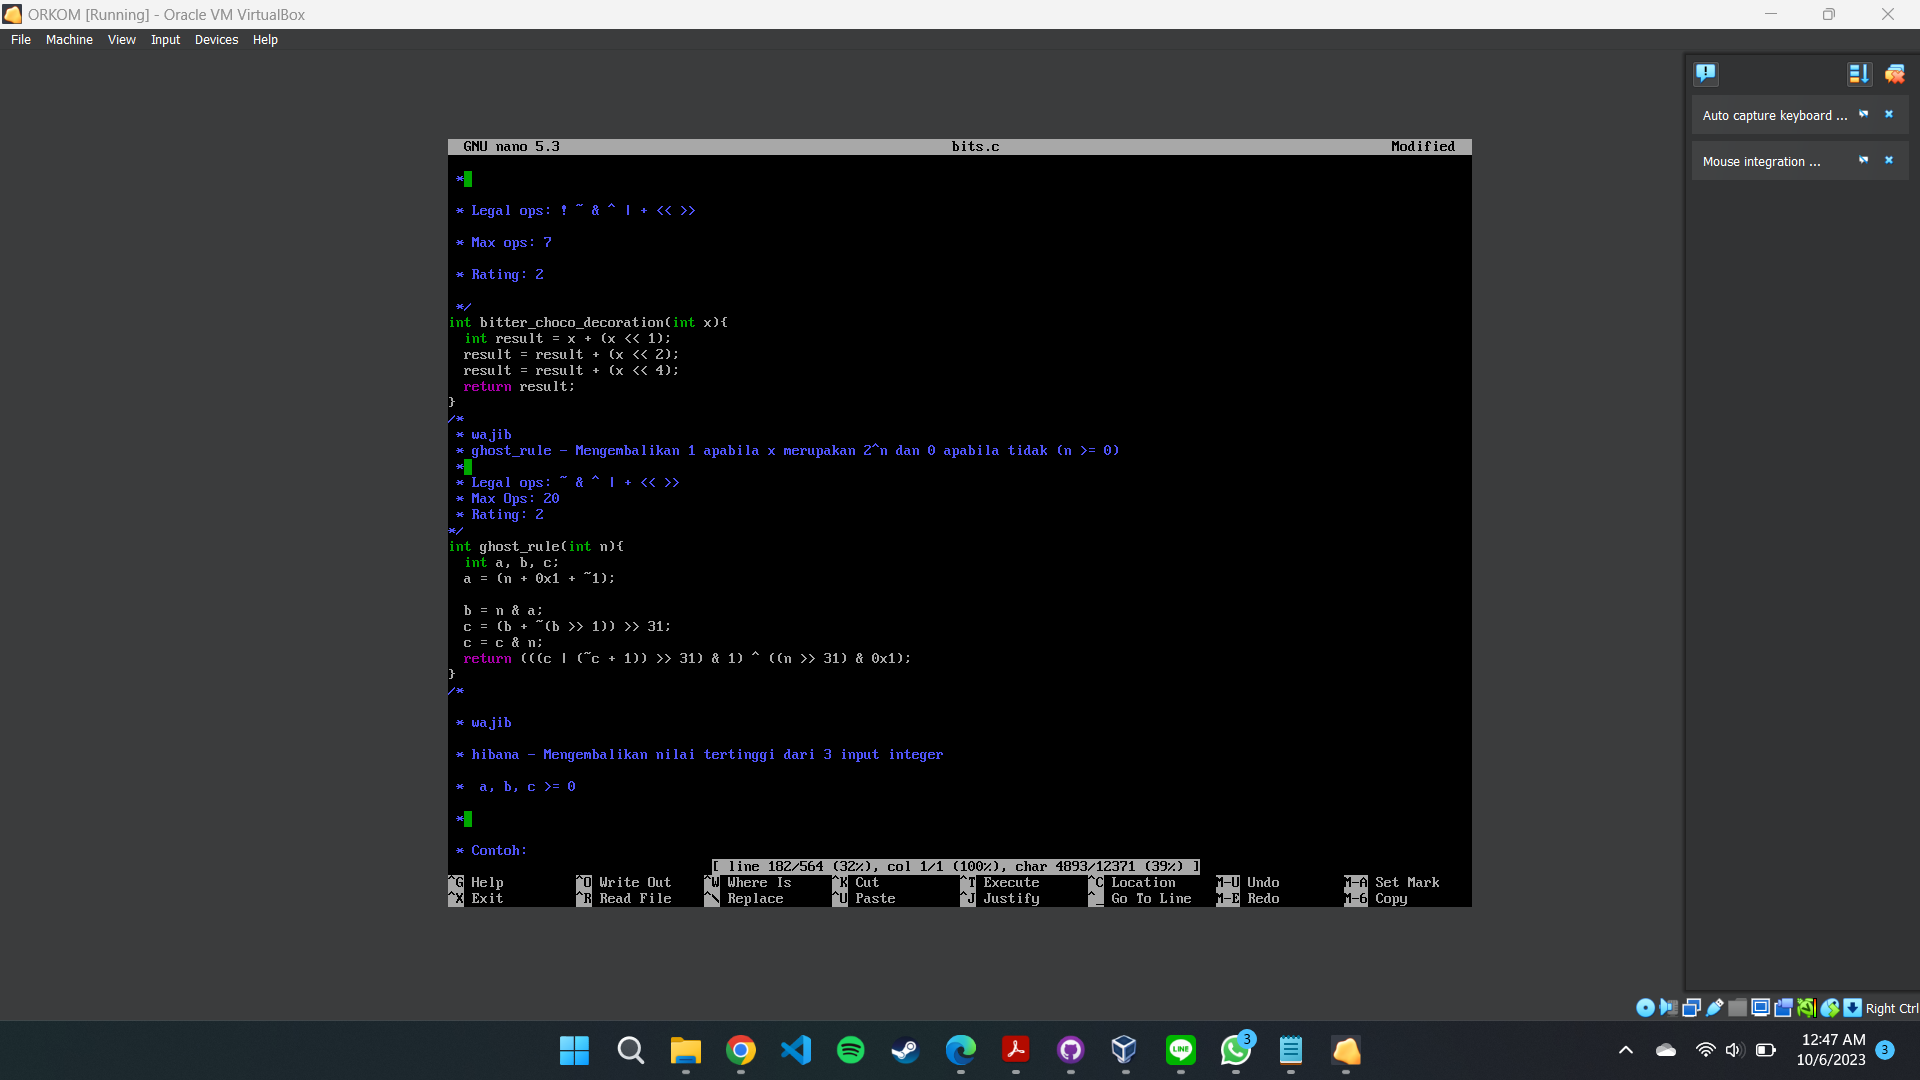 ORKOM [Running] - Oracle VM VirtualBox
File Machine View Input Devices Help
Auto capture keyboard ...
Mouse integration ...
GNU nano 5.3 bits.c Modified
*
* Legal ops: ! ~ & ^ | + << >>
* Max ops: 7
* Rating: 2
*/
int bitter_choco_decoration(int x){
int result = x + (x << 1);
result = result + (x << 2);
result = result + (x << 4);
return result;
}
/*
* wajib
* ghost_rule - Mengembalikan 1 apabila x merupakan 2^n dan 0 apabila tidak (n >= 0)
*
* Legal ops: ~ & ^ | + << >>
* Max Ops: 20
* Rating: 2
*/
int ghost_rule(int n){
int a, b, c;
a = (n + 0x1 + ~1);
b = n & a;
c = (b + ~(b >> 1)) >> 31;
c = c & n;
return (((c | (~c + 1)) >> 31) & 1) ^ ((n >> 31) & 0x1);
}
/*
* wajib
* hibana - Mengembalikan nilai tertinggi dari 3 input integer
* a, b, c >= 0
*
* Contoh:
[ line 182/564 (32%), col 1/1 (100%), char 4893/12371 (39%) ]
^G Help ^O Write Out ^W Where Is ^K Cut ^T Execute ^C Location M-U Undo M-A Set Mark
^X Exit ^R Read File ^\ Replace ^U Paste ^J Justify ^_ Go To Line M-E Redo M-6 Copy
Right Ctrl
LINE
3
12:47 AM
10/6/2023
3